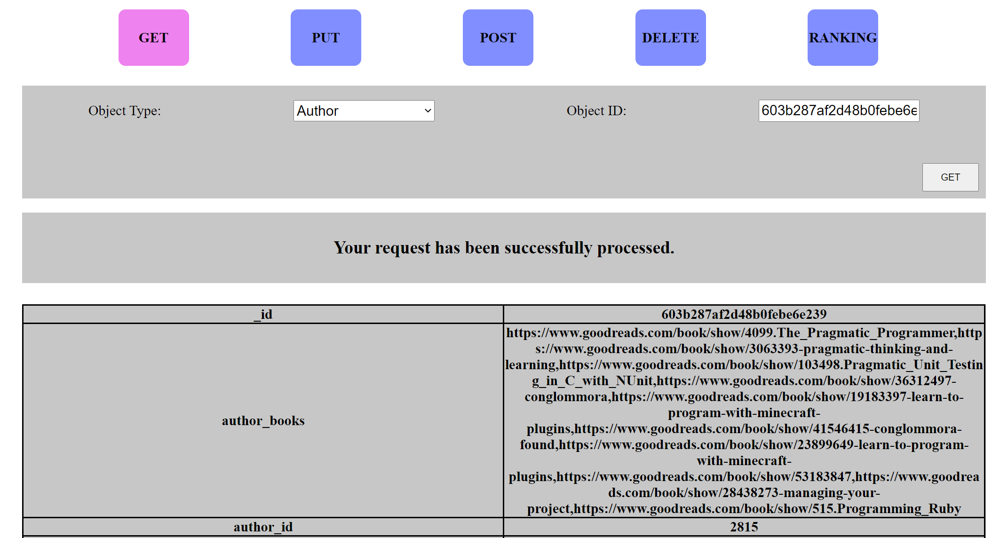 GET PUT POST DELETE RANKING
Object Type: Author Object ID: 603b287af2d48b0febe6e
GET
Your request has been successfully processed.
_id 603b287af2d48b0febe6e239
author_books
https://www.goodreads.com/book/show/4099.The_Pragmatic_Programmer,http
s://www.goodreads.com/book/show/3063393-pragmatic-thinking-and-
learning,https://www.goodreads.com/book/show/103498.Pragmatic_Unit_Testin
g_in_C_with_NUnit,https://www.goodreads.com/book/show/36312497-
conglommora,https://www.goodreads.com/book/show/19183397-learn-to-
program-with-minecraft-
plugins,https://www.goodreads.com/book/show/41546415-conglommora-
found,https://www.goodreads.com/book/show/23899649-learn-to-program-
with-minecraft-
plugins,https://www.goodreads.com/book/show/53183847,https://www.goodrea
ds.com/book/show/28438273-managing-your-
project,https://www.goodreads.com/book/show/515.Programming_Ruby
author_id 2815